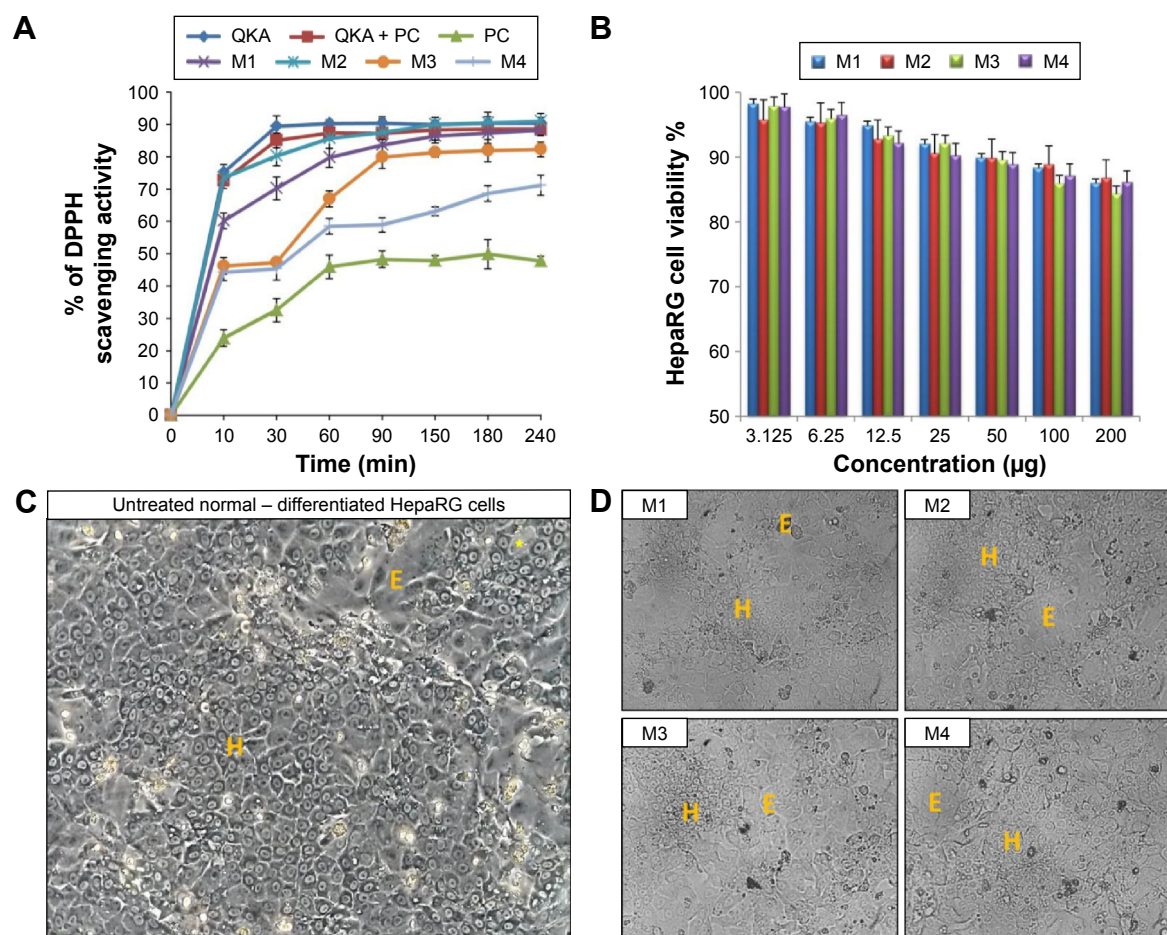 A
QKA QKA + PC PC
M1 M2 M3 M4
% of DPPH
scavenging activity
100
90
80
70
60
50
40
30
20
10
0
0 10 30 60 90 150 180 240
Time (min)
B
M1 M2 M3 M4
HepaRG cell viability %
100
90
80
70
60
50
3.125 6.25 12.5 25 50 100 200
Concentration (µg)
C
Untreated normal – differentiated HepaRG cells
*
E
H
D
M1
E
H
M2
H
E
M3
E
H
M4
E
H